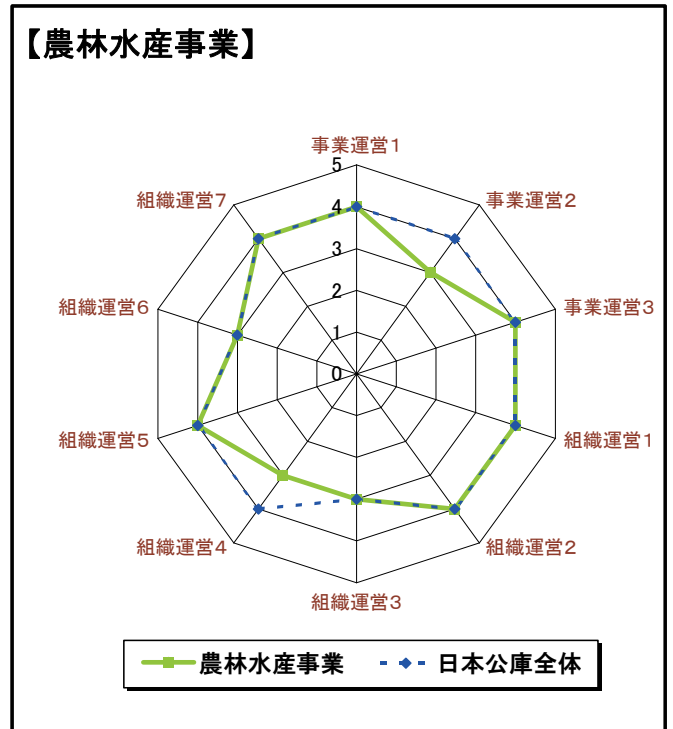 【農林水産事業】
事業運営1
事業運営2
事業運営3
組織運営1
組織運営2
組織運営3
組織運営4
組織運営5
組織運営6
組織運営7
5
4
3
2
1
0
農林水産事業
日本公庫全体